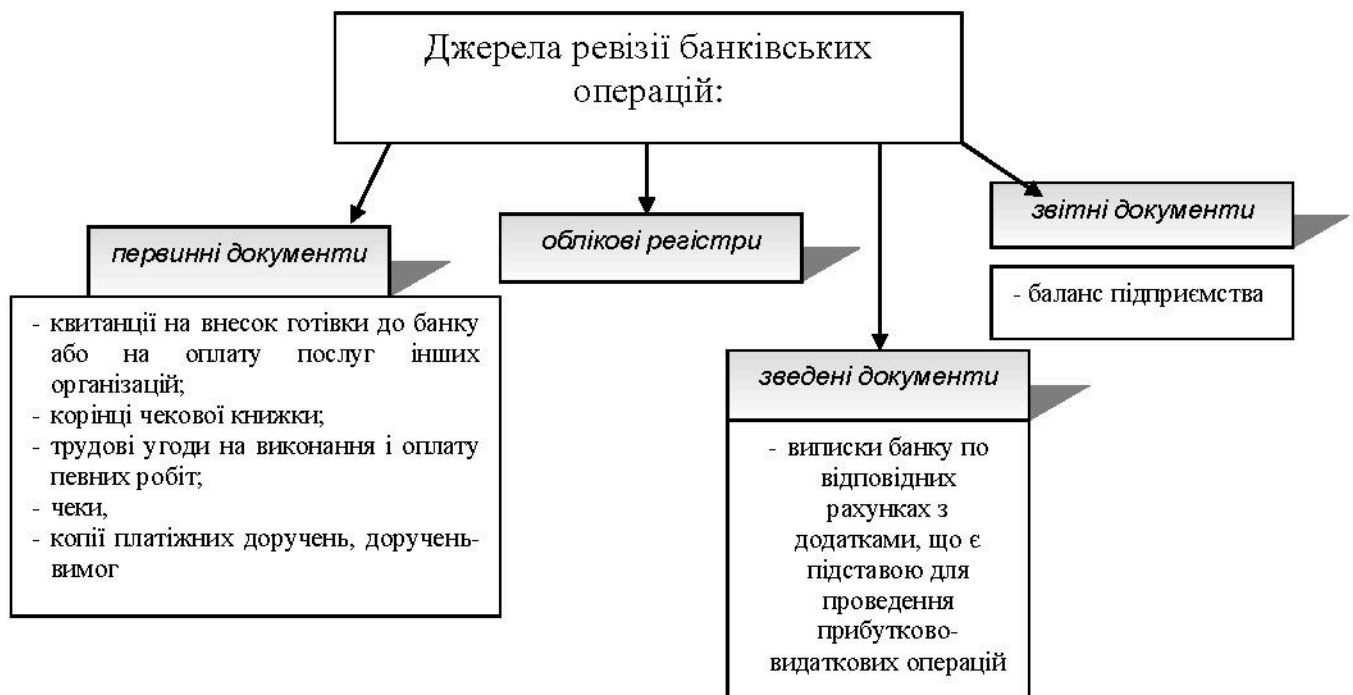 Джерела ревізії банківських
операцій:
первинні документи
- квитанції на внесок готівки до банку
або на оплату послуг інших
організацій;
- корінці чекової книжки;
- трудові угоди на виконання і оплату
певних робіт;
- чеки,
- копії платіжних доручень, доручень-
вимог
облікові регістри
зведені документи
- виписки банку по
відповідних
рахунках з
додатками, що є
підставою для
проведення
прибутково-
видаткових операцій
звітні документи
- баланс підприємства